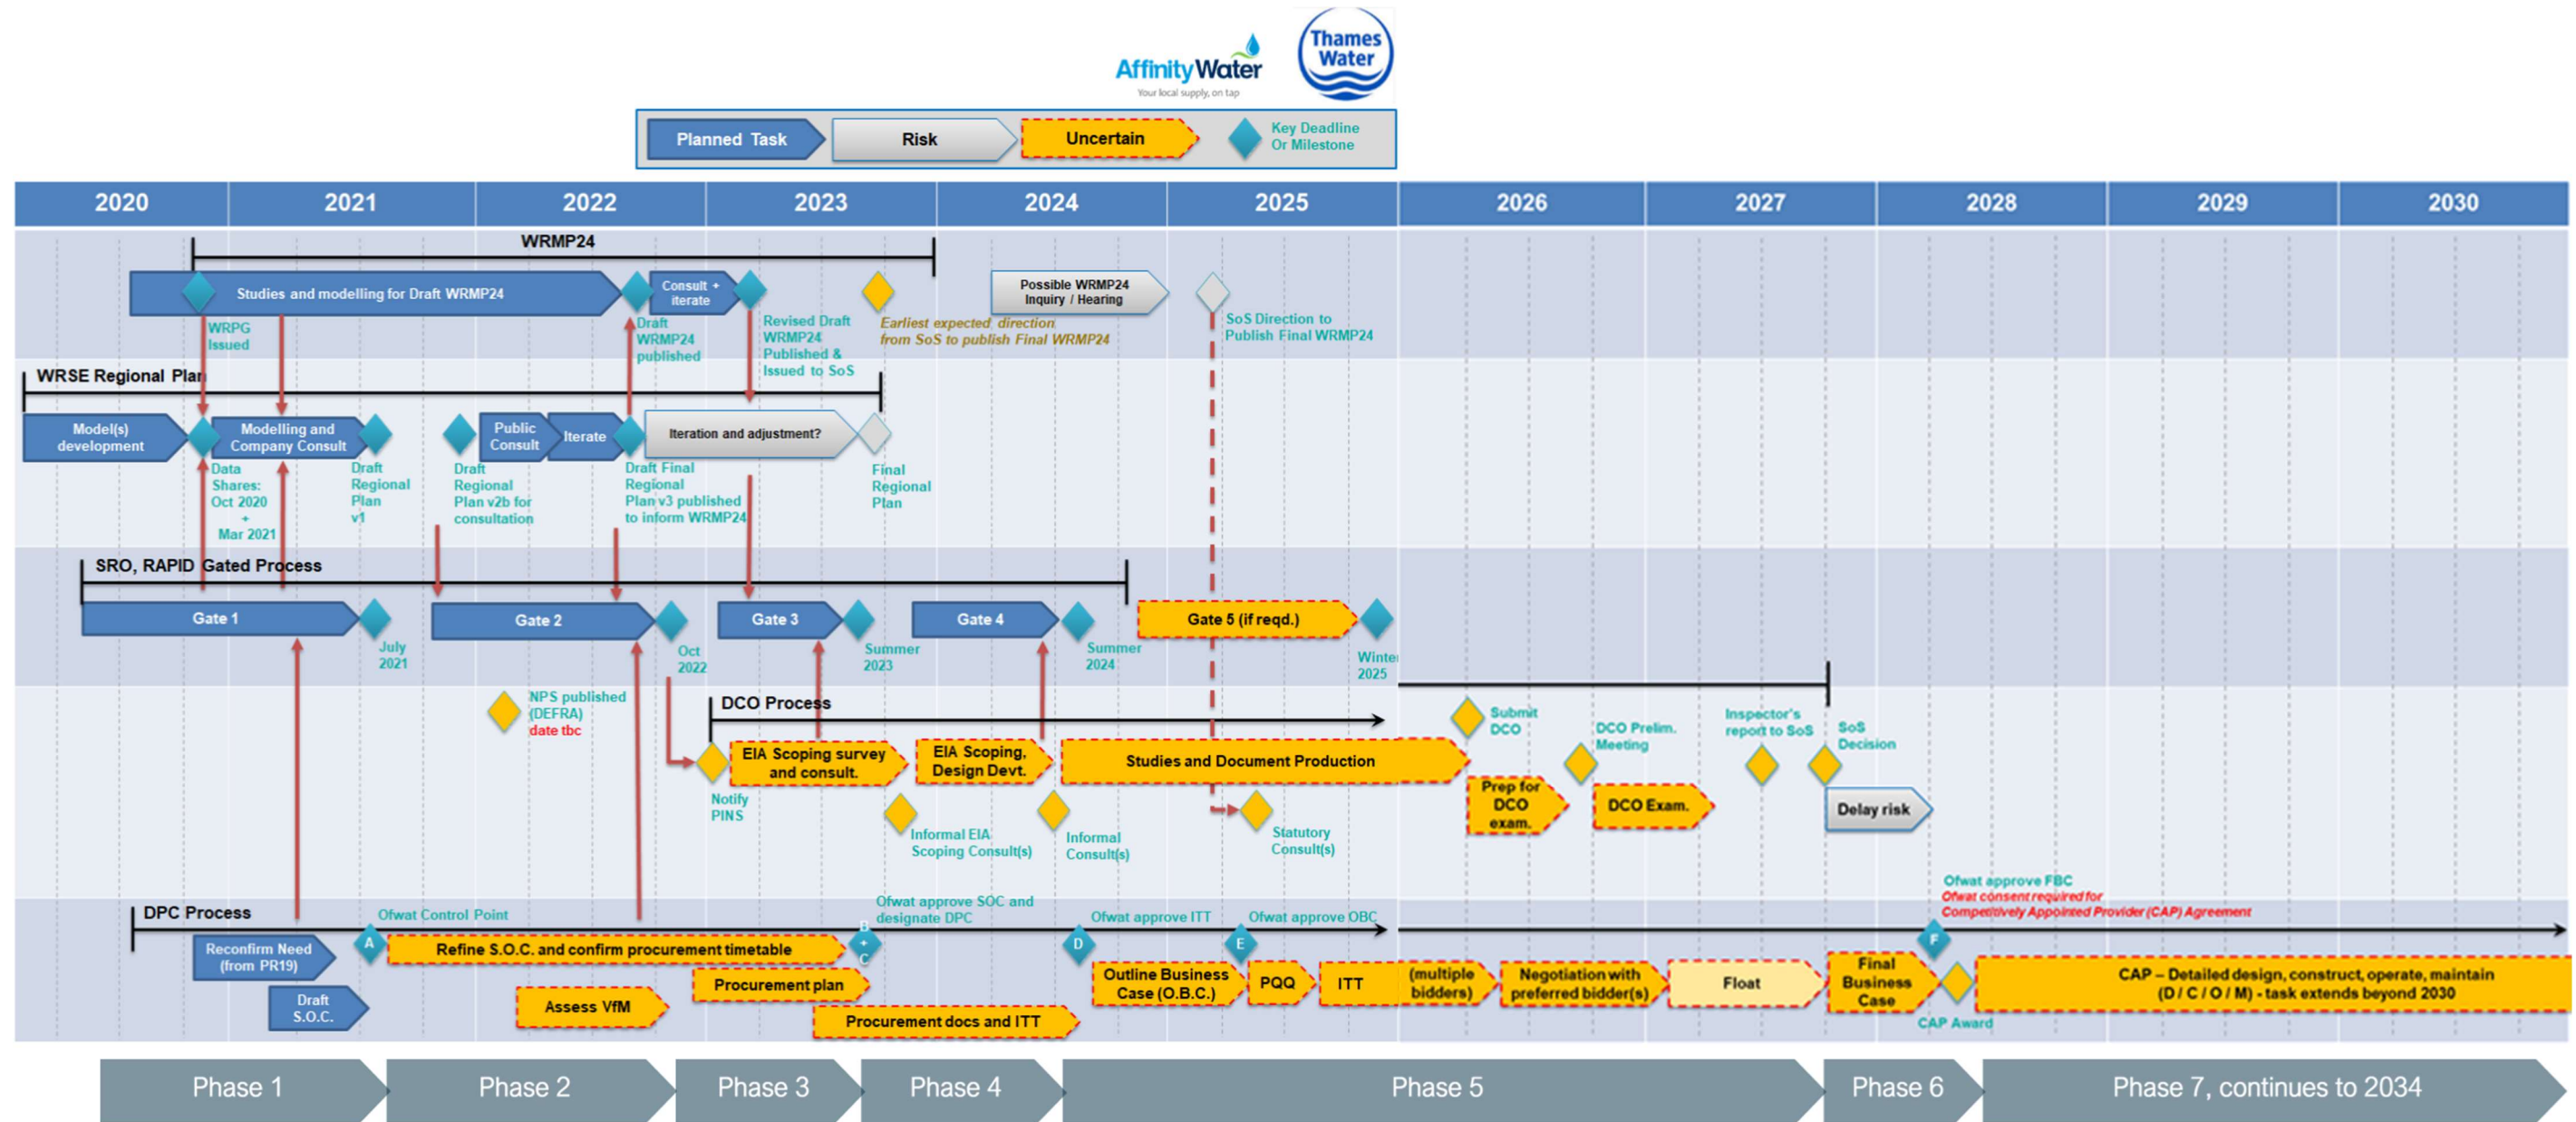 AffinityWater
Your local supply, on tap
Thames
Water
Planned Task
Risk
Uncertain
Key Deadline
Or Milestone
2020
2021
2022
2023
2024
2025
2026
2027
2028
2029
2030
WRMP24
Studies and modelling for Draft WRMP24
Consult +
iterate
Possible WRMP24
Inquiry / Hearing
WRPG
Issued
Draft
WRMP24
published
Revised Draft
WRMP24
Published &
Issued to SoS
Earliest expected direction
from SoS to publish Final WRMP24
SoS Direction to
Publish Final WRMP24
WRSE Regional Plan
Model(s)
development
Modelling and
Company Consult
Public
Consult
Iterate
Iteration and adjustment?
Data
Shares:
Oct 2020
+
Mar 2021
Draft
Regional
Plan
v1
Draft
Regional
Plan v2b for
consultation
Draft Final
Regional
Plan v3 published
to inform WRMP24
Final
Regional
Plan
SRO, RAPID Gated Process
Gate 1
Gate 2
Gate 3
Gate 4
Gate 5 (if reqd.)
July
2021
Oct
2022
Summer
2023
Summer
2024
Winter
2025
NPS published
(DEFRA)
date tbc
DCO Process
Submit
DCO
DCO Prelim.
Meeting
Inspector's
report to SoS
SoS
Decision
EIA Scoping survey
and consult.
EIA Scoping,
Design Devt.
Studies and Document Production
Prep for
DCO
exam.
DCO Exam.
Delay risk
Notify
PINS
Informal EIA
Scoping Consult(s)
Informal
Consult(s)
Statutory
Consult(s)
DPC Process
Ofwat Control Point
Ofwat approve SOC and
designate DPC
Ofwat approve ITT
Ofwat approve OBC
Ofwat approve FBC
Ofwat consent required for
Competitively Appointed Provider (CAP) Agreement
Reconfirm Need
(from PR19)
A
Refine S.O.C. and confirm procurement timetable
B
+
C
D
E
F
Draft
S.O.C.
Assess VfM
Procurement plan
Procurement docs and ITT
Outline Business
Case (O.B.C.)
PQQ
ITT
(multiple
bidders)
Negotiation with
preferred bidder(s)
Float
Final
Business
Case
CAP Award
CAP – Detailed design, construct, operate, maintain
(D / C / O / M) - task extends beyond 2030
Phase 1
Phase 2
Phase 3
Phase 4
Phase 5
Phase 6
Phase 7, continues to 2034